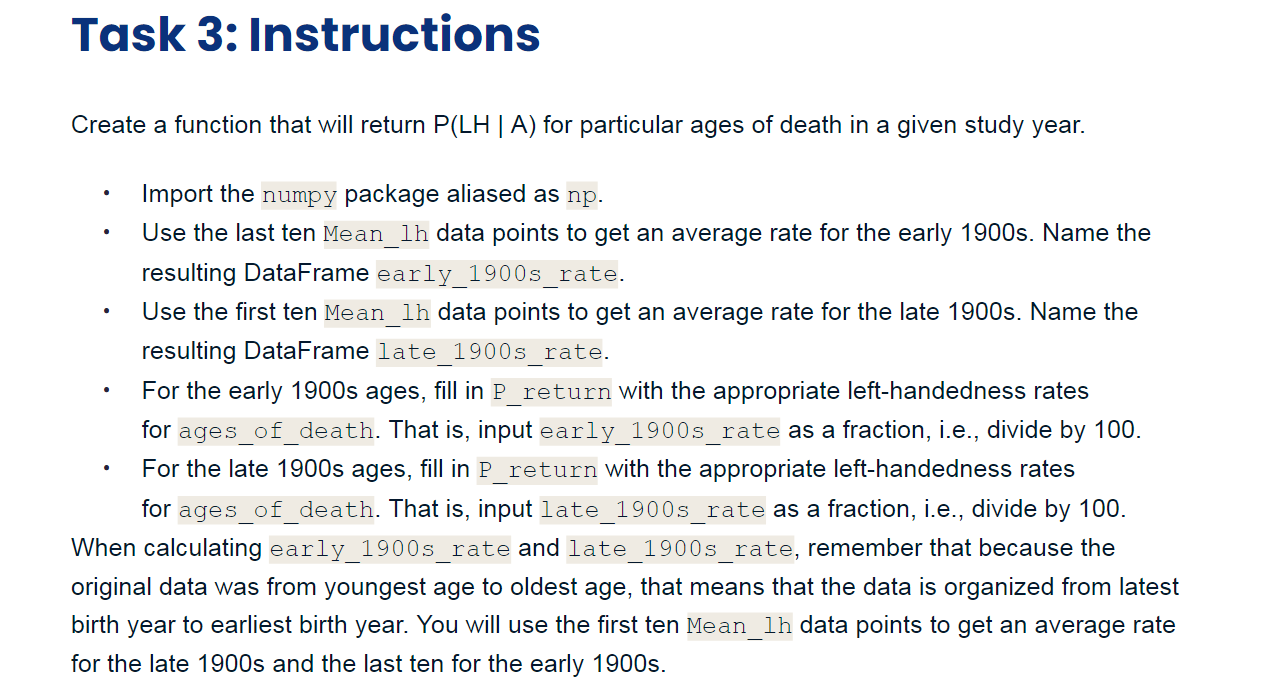 Task 3: Instructions
Create a function that will return P(LH | A) for particular ages of death in a given study year.
• Import the numpy package aliased as np.
• Use the last ten Mean_lh data points to get an average rate for the early 1900s. Name the
resulting DataFrame early_1900s_rate.
• Use the first ten Mean_lh data points to get an average rate for the late 1900s. Name the
resulting DataFrame late_1900s_rate.
• For the early 1900s ages, fill in P_return with the appropriate left-handedness rates
for ages_of_death. That is, input early_1900s_rate as a fraction, i.e., divide by 100.
• For the late 1900s ages, fill in P_return with the appropriate left-handedness rates
for ages_of_death. That is, input late_1900s_rate as a fraction, i.e., divide by 100.
When calculating early_1900s_rate and late_1900s_rate, remember that because the
original data was from youngest age to oldest age, that means that the data is organized from latest
birth year to earliest birth year. You will use the first ten Mean_lh data points to get an average rate
for the late 1900s and the last ten for the early 1900s.